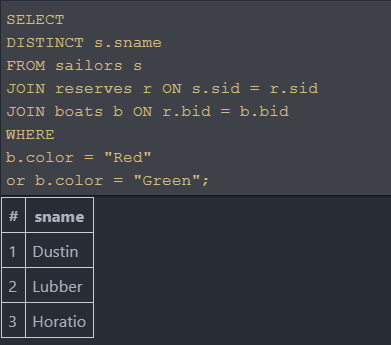 SELECT
DISTINCT s.sname
FROM sailors s
JOIN reserves r ON s.sid = r.sid
JOIN boats b ON r.bid = b.bid
WHERE
b.color = "Red"
or b.color = "Green";
# sname
1 Dustin
2 Lubber
3 Horatio